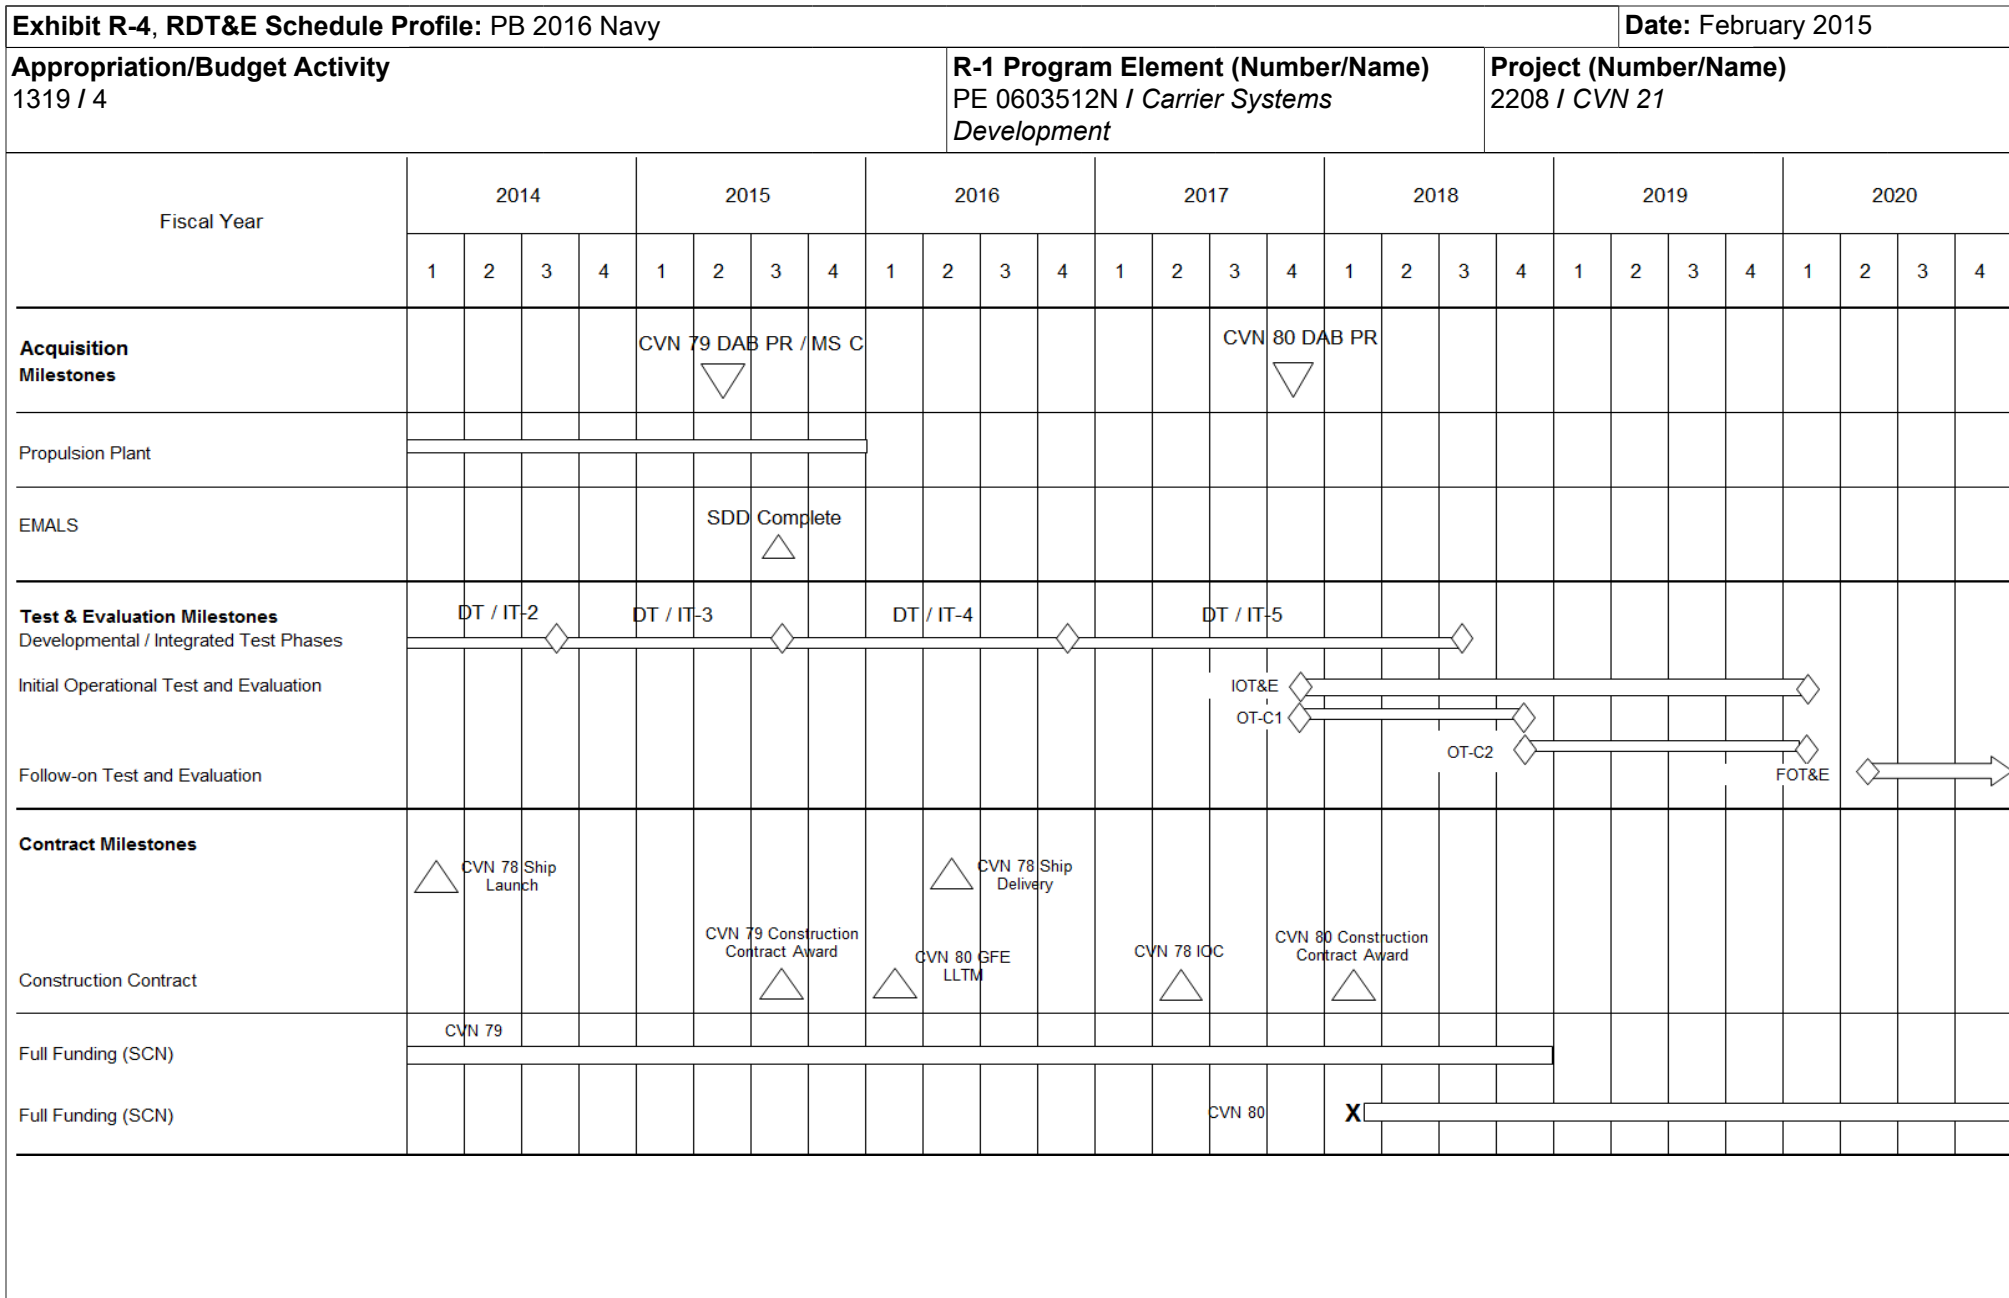 Exhibit R-4, RDT&E Schedule Profile: PB 2016 Navy
Date: February 2015
Appropriation/Budget Activity
1319 / 4
R-1 Program Element (Number/Name)
PE 0603512N / Carrier Systems
Development
Project (Number/Name)
2208 / CVN 21
Fiscal Year
2014 2015 2016 2017 2018 2019 2020
1 2 3 4 1 2 3 4 1 2 3 4 1 2 3 4 1 2 3 4 1 2 3 4 1 2 3 4
Acquisition
Milestones
CVN 79 DAB PR / MS C
CVN 80 DAB PR
Propulsion Plant
EMALS
SDD Complete
Test & Evaluation Milestones
Developmental / Integrated Test Phases
DT / IT-2
DT / IT-3
DT / IT-4
DT / IT-5
Initial Operational Test and Evaluation
IOT&E
OT-C1
OT-C2
Follow-on Test and Evaluation
FOT&E
Contract Milestones
CVN 78 Ship
Launch
CVN 78 Ship
Delivery
Construction Contract
CVN 79 Construction
Contract Award
CVN 80 GFE
LLTM
CVN 78 IOC
CVN 80 Construction
Contract Award
Full Funding (SCN)
CVN 79
Full Funding (SCN)
CVN 80
X